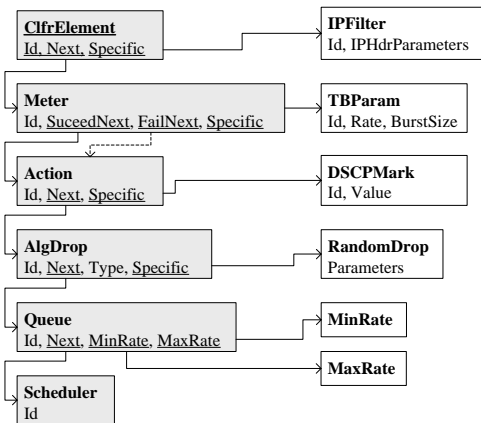 ClfrElement
Id, Next, Specific
IPFilter
Id, IPHdrParameters
Meter
Id, SuceedNext, FailNext, Specific
TBParam
Id, Rate, BurstSize
Action
Id, Next, Specific
DSCPMark
Id, Value
AlgDrop
Id, Next, Type, Specific
RandomDrop
Parameters
Queue
Id, Next, MinRate, MaxRate
MinRate
MaxRate
Scheduler
Id